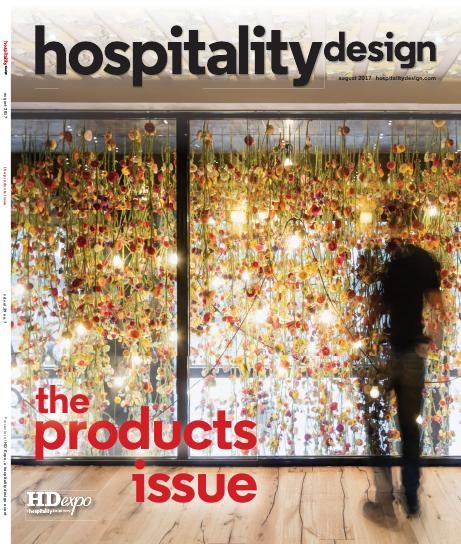 hospitalitydesign
august 2017 hospitalitydesign.com
the
products
issue
HDexpo